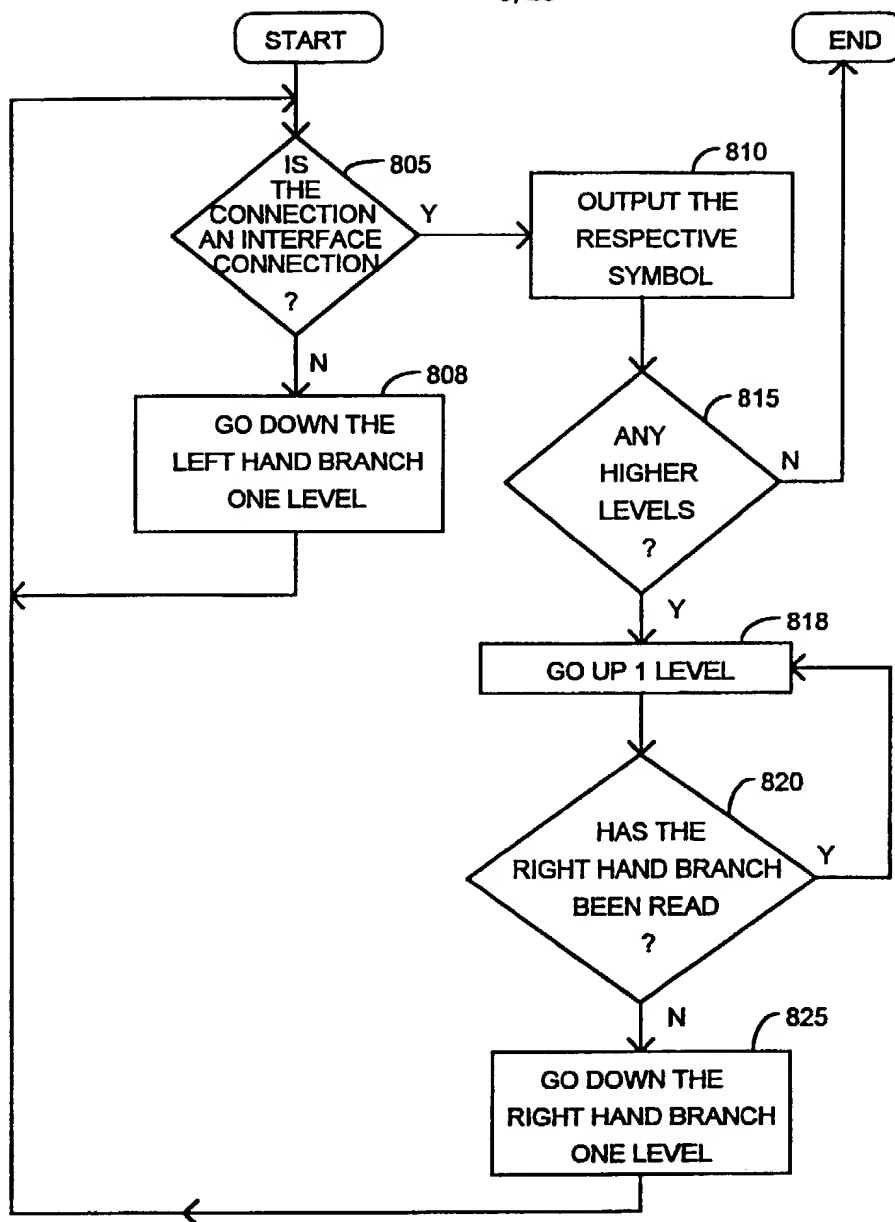 START
END
IS
THE
CONNECTION
AN INTERFACE
CONNECTION
?
805
Y
810
OUTPUT THE
RESPECTIVE
SYMBOL
N
808
GO DOWN THE
LEFT HAND BRANCH
ONE LEVEL
815
ANY
HIGHER
LEVELS
?
N
Y
818
GO UP 1 LEVEL
820
HAS THE
RIGHT HAND BRANCH
BEEN READ
?
Y
N
825
GO DOWN THE
RIGHT HAND BRANCH
ONE LEVEL